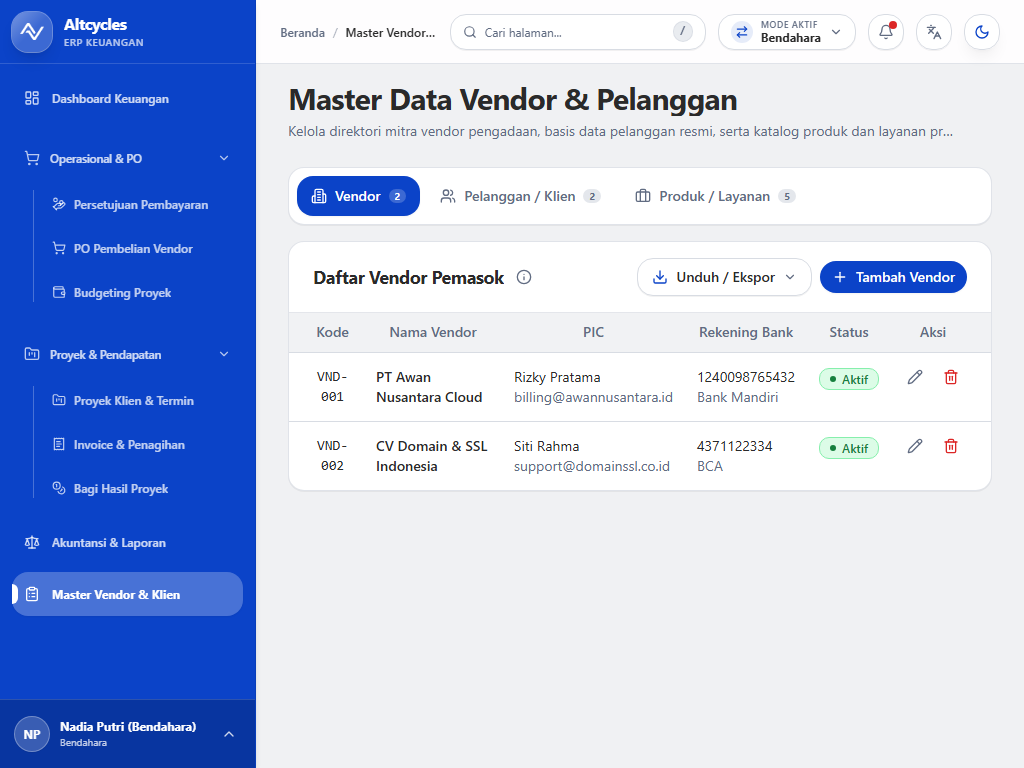 Altcycles
ERP KEUANGAN
Dashboard Keuangan
Operasional & PO
Persetujuan Pembayaran
PO Pembelian Vendor
Budgeting Proyek
Proyek & Pendapatan
Proyek Klien & Termin
Invoice & Penagihan
Bagi Hasil Proyek
Akuntansi & Laporan
Master Vendor & Klien
NP
Nadia Putri (Bendahara)
Bendahara
Beranda / Master Vendor...
Cari halaman... /
MODE AKTIF
Bendahara
Master Data Vendor & Pelanggan
Kelola direktori mitra vendor pengadaan, basis data pelanggan resmi, serta katalog produk dan layanan pr...
Vendor 2 Pelanggan / Klien 2 Produk / Layanan 5
Daftar Vendor Pemasok Unduh / Ekspor + Tambah Vendor
Kode Nama Vendor PIC Rekening Bank Status Aksi
VND- PT Awan Rizky Pratama 1240098765432 Aktif
001 Nusantara Cloud billing@awannusantara.id Bank Mandiri
VND- CV Domain & SSL Siti Rahma 4371122334 Aktif
002 Indonesia support@domainssl.co.id BCA